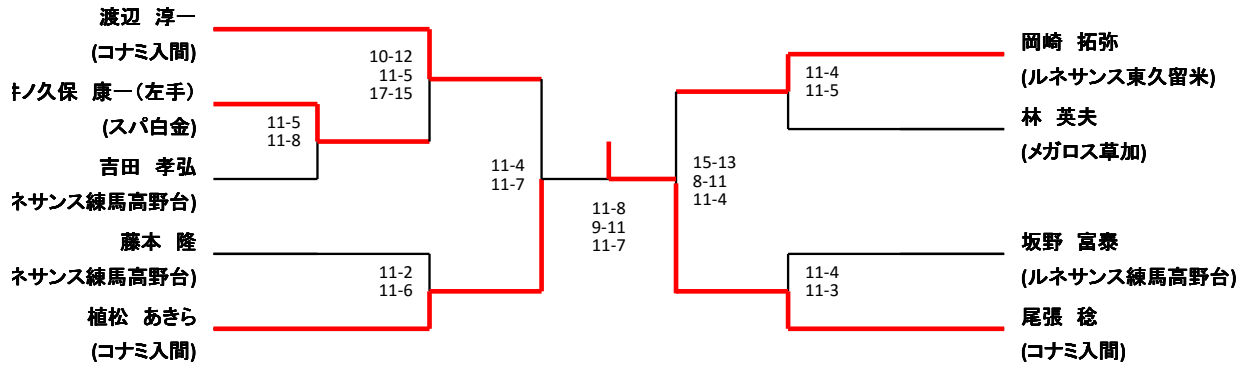 渡辺　淳一
(コナミ入間)
ノ久保　康一（左手）
(スパ白金)
吉田　孝弘
ネサンス練馬高野台)
藤本　隆
ネサンス練馬高野台)
植松　あきら
(コナミ入間)
10-12
11-5
17-15
11-5
11-8
11-4
11-7
11-2
11-6
11-8
9-11
11-7
15-13
8-11
11-4
11-4
11-5
11-4
11-3
岡崎　拓弥
(ルネサンス東久留米)
林　英夫
(メガロス草加)
坂野　富泰
(ルネサンス練馬高野台)
尾張　稔
(コナミ入間)